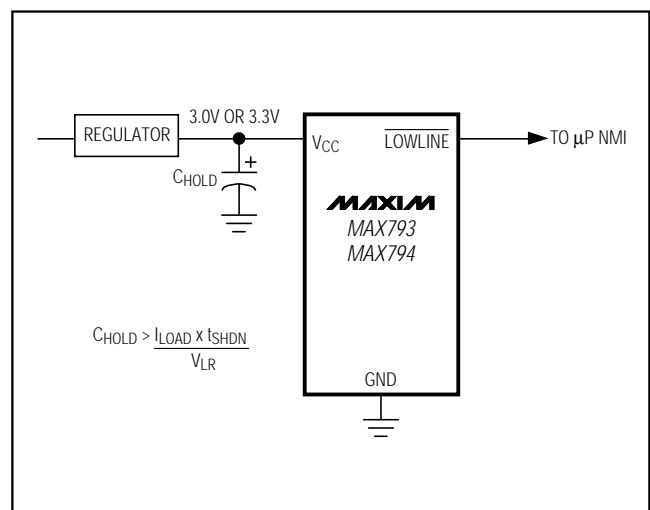 REGULATOR
3.0V OR 3.3V
CHOLD
+
VCC
LOWLINE
TO µP NMI
MAXIM
MAX793
MAX794
CHOLD > ILOAD x tSHDN
VLR
GND